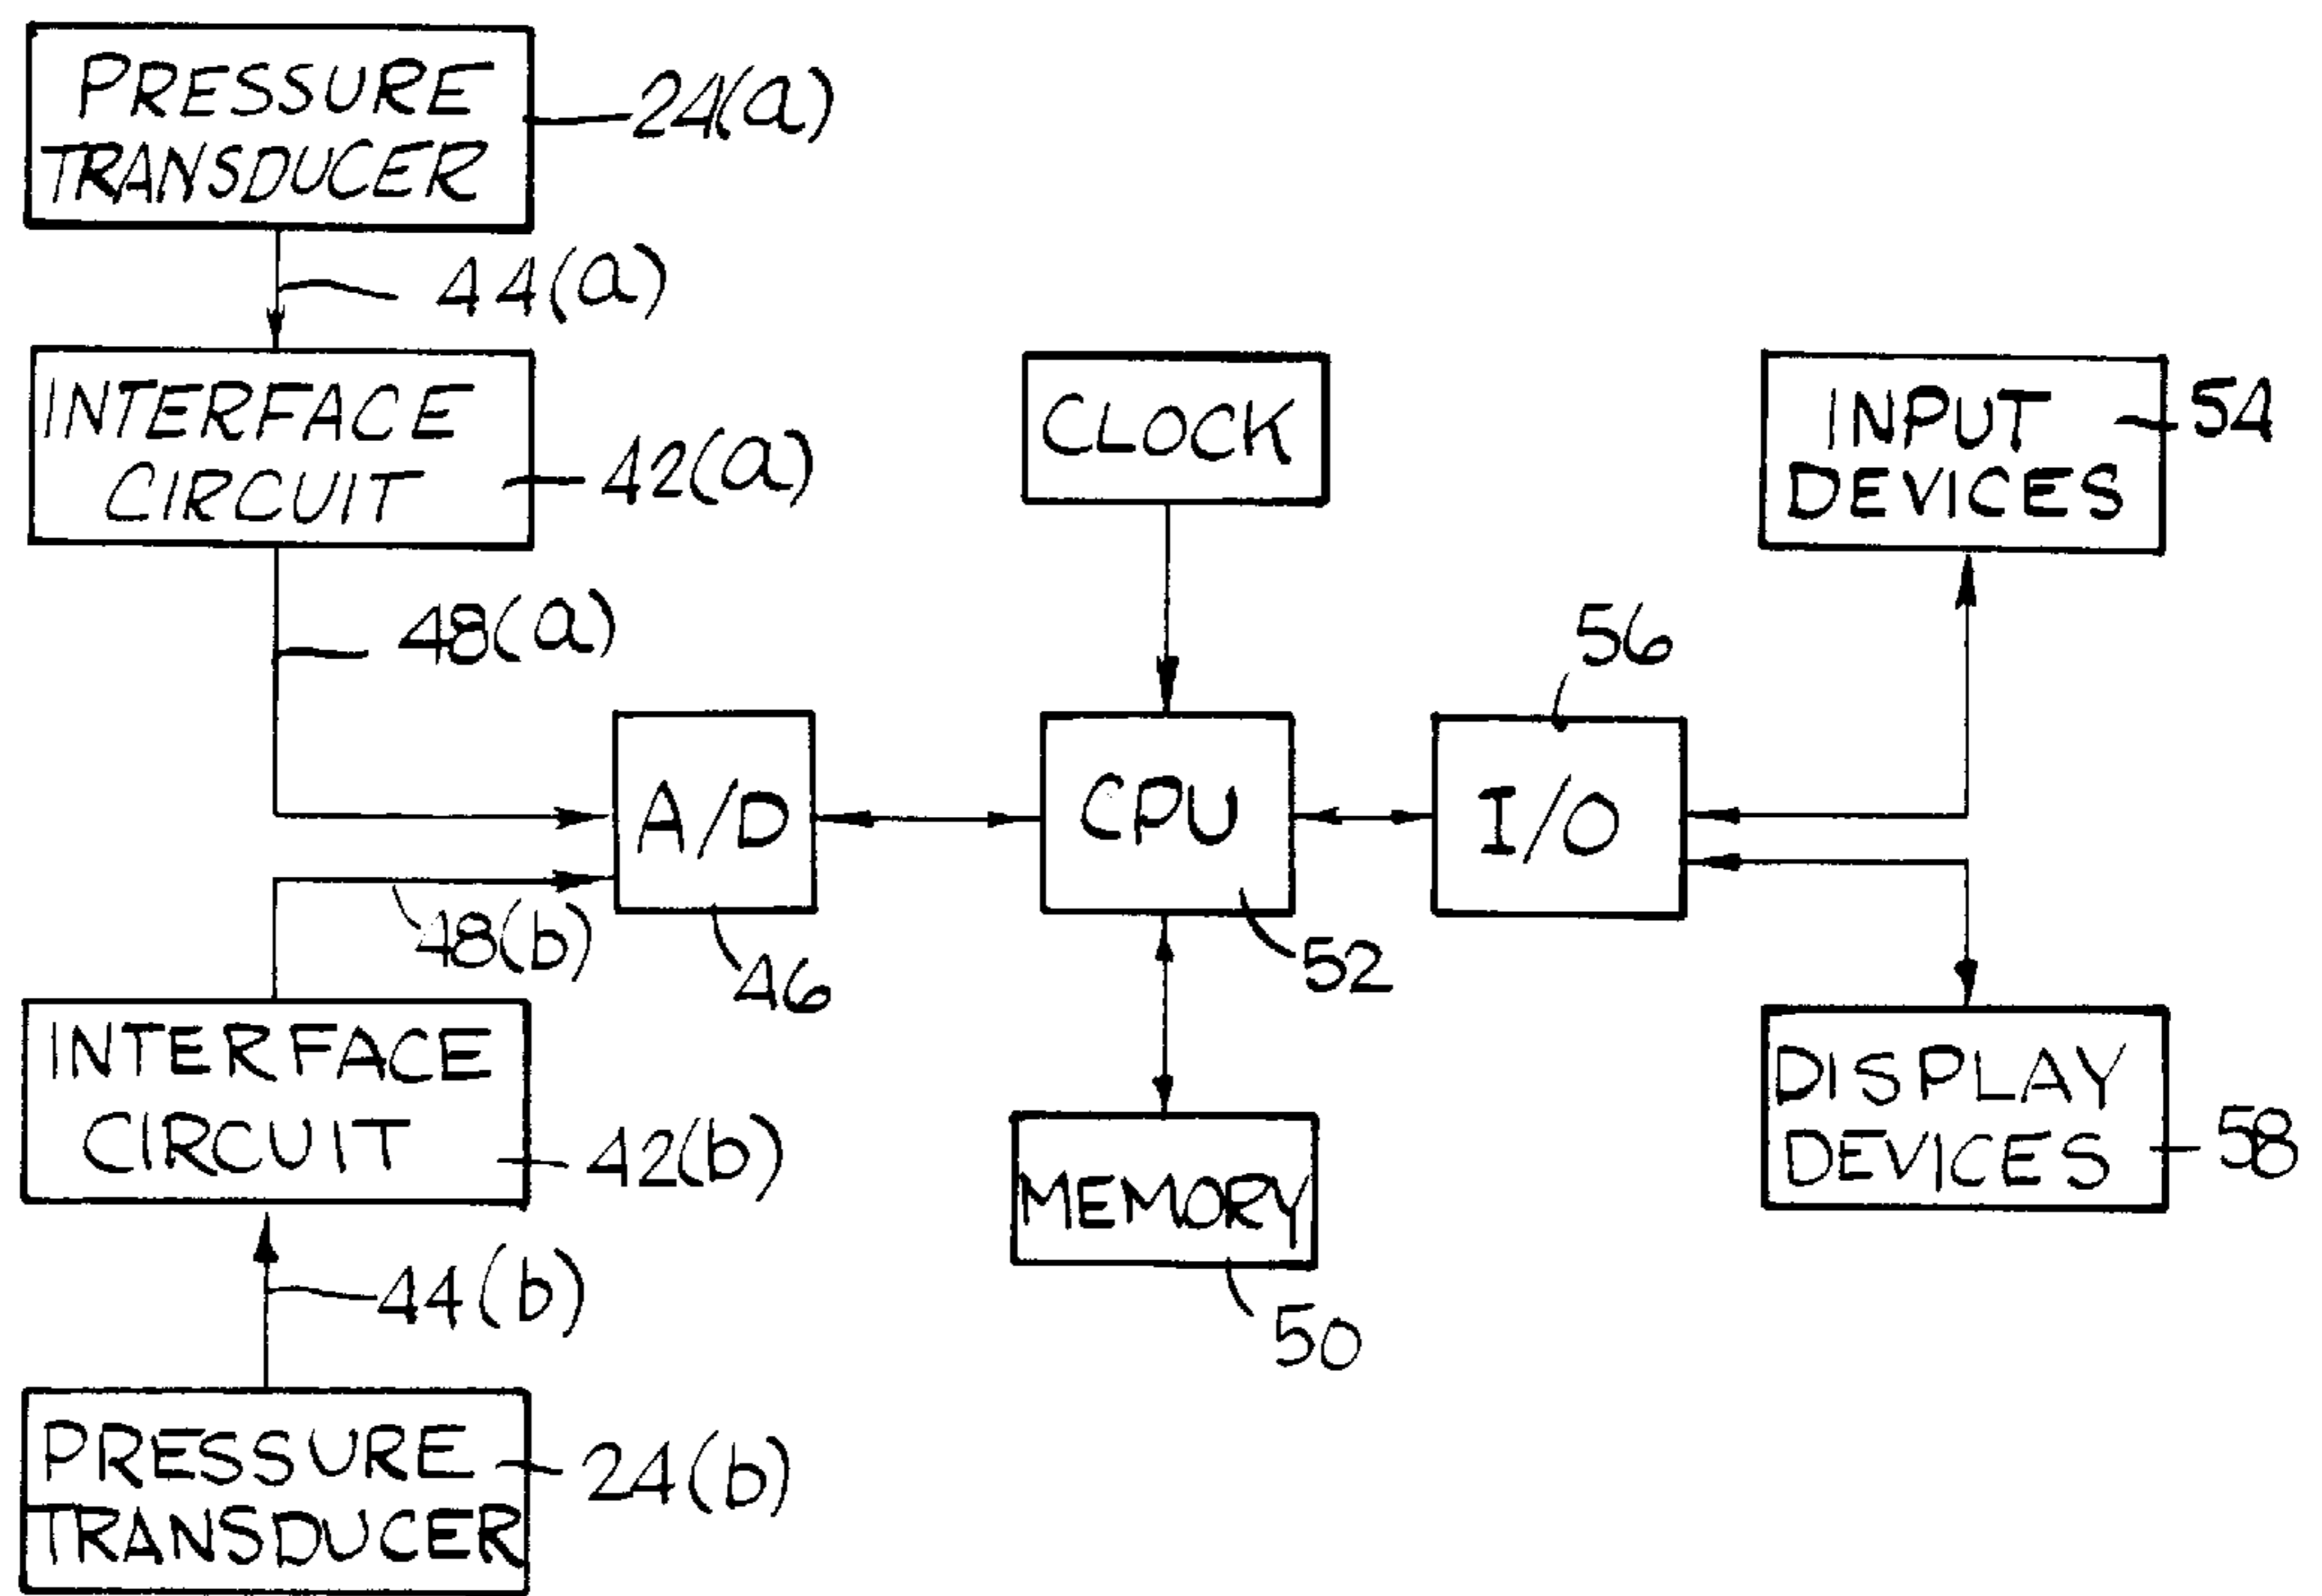 PRESSURE
TRANSDUCER
24(a)
44(a)
INTERFACE
CIRCUIT
42(a)
48(a)
CLOCK
INPUT
DEVICES
54
56
A/D
46
CPU
52
I/O
48(b)
INTERFACE
CIRCUIT
42(b)
MEMORY
50
DISPLAY
DEVICES
58
44(b)
PRESSURE
TRANSDUCER
24(b)